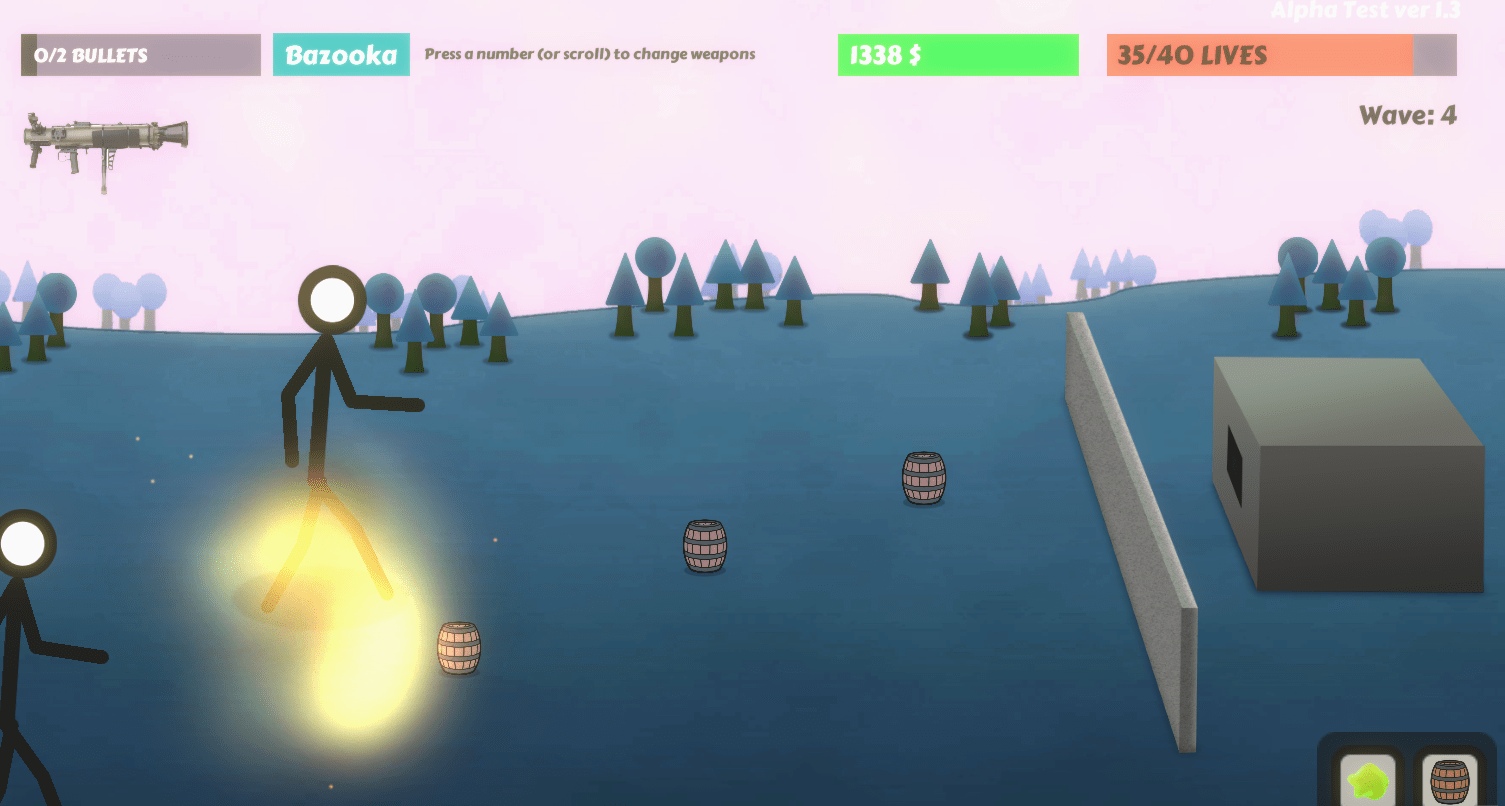 Alpha Test ver 1.3
0/2 BULLETS
Bazooka
Press a number (or scroll) to change weapons
1338 $
35/40 LIVES
Wave: 4